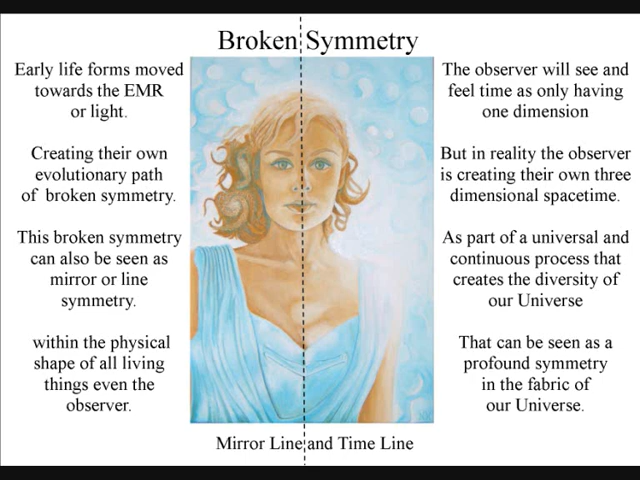 Broken Symmetry
Early life forms moved
towards the EMR
or light.
Creating their own
evolutionary path
of broken symmetry.
This broken symmetry
can also be seen as
mirror or line
symmetry.
within the physical
shape of all living
things even the
observer.
The observer will see and
feel time as only having
one dimension
But in reality the observer
is creating their own three
dimensional spacetime.
As part of a universal and
continuous process that
creates the diversity of
our Universe
That can be seen as a
profound symmetry
in the fabric of
our Universe.
Mirror Line and Time Line